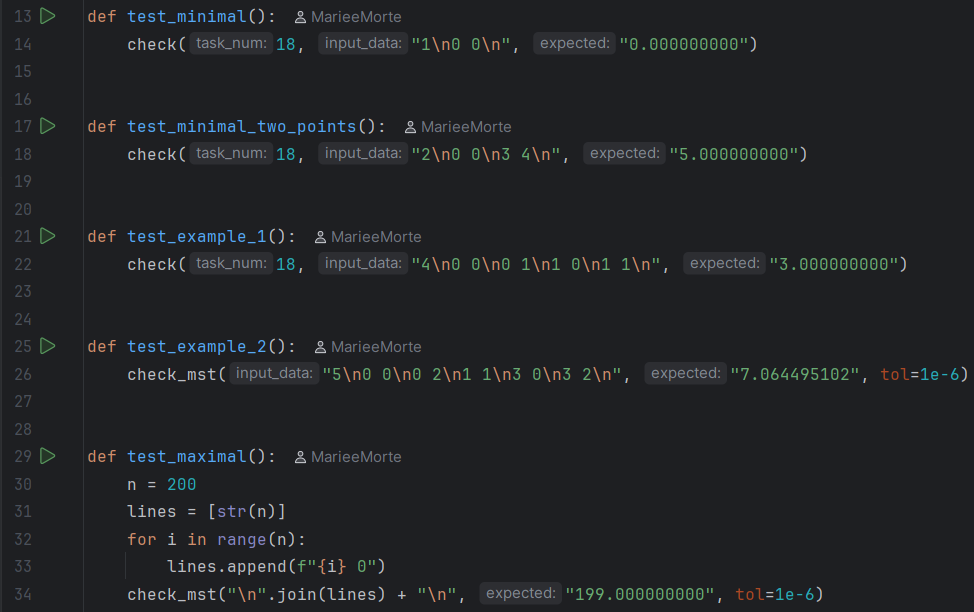 13 def test_minimal(): MarieeMorte
14 check( task_num: 18, input_data: "1\n0 0\n", expected: "0.000000000")
15
16
17 def test_minimal_two_points(): MarieeMorte
18 check( task_num: 18, input_data: "2\n0 0\n3 4\n", expected: "5.000000000")
19
20
21 def test_example_1(): MarieeMorte
22 check( task_num: 18, input_data: "4\n0 0\n0 1\n1 0\n1 1\n", expected: "3.000000000")
23
24
25 def test_example_2(): MarieeMorte
26 check_mst( input_data: "5\n0 0\n0 2\n1 1\n3 0\n3 2\n", expected: "7.064495102", tol=1e-6)
27
28
29 def test_maximal(): MarieeMorte
30 n = 200
31 lines = [str(n)]
32 for i in range(n):
33 lines.append(f"{i} 0")
34 check_mst("\n".join(lines) + "\n", expected: "199.000000000", tol=1e-6)